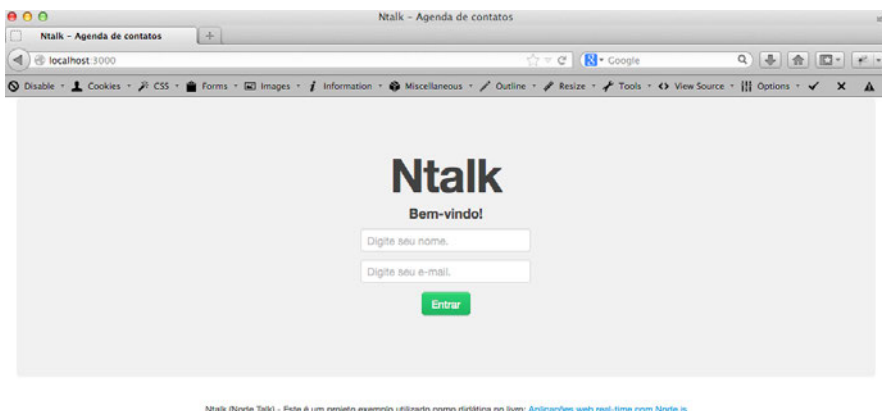 Ntalk – Agenda de contatos
Ntalk – Agenda de contatos
localhost:3000
Google
Disable Cookies CSS Forms Images Information Miscellaneous Outline Resize Tools View Source Options
Ntalk
Bem-vindo!
Digite seu nome.
Digite seu e-mail.
Entrar
Ntalk (Node Talk) - Este é um projeto exemplo utilizado como didática no livro: Aplicações web real-time com Node.js